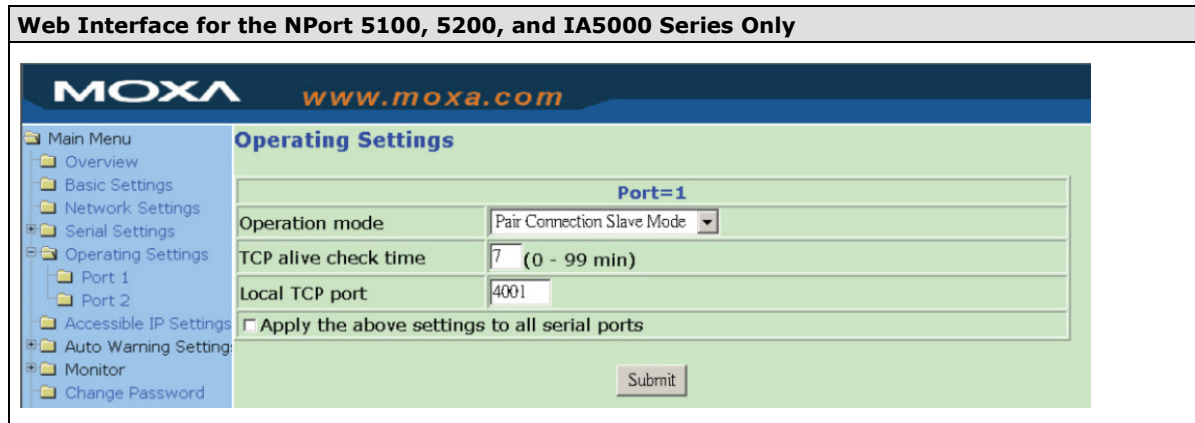 Web Interface for the NPort 5100, 5200, and IA5000 Series Only
MOXA www.moxa.com
Main Menu
Overview
Basic Settings
Network Settings
Serial Settings
Operating Settings
Port 1
Port 2
Accessible IP Settings
Auto Warning Setting
Monitor
Change Password
Operating Settings
Port=1
Operation mode Pair Connection Slave Mode
TCP alive check time 7 (0 - 99 min)
Local TCP port 4001
Apply the above settings to all serial ports
Submit